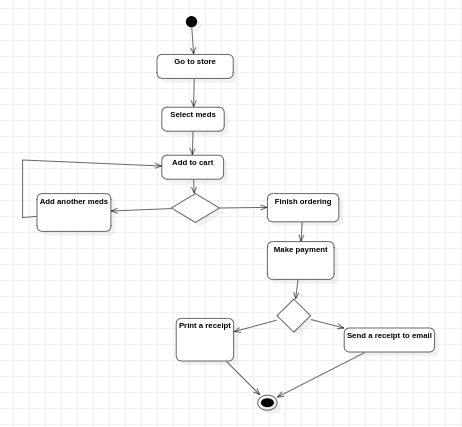 Go to store
Select meds
Add to cart
Add another meds
Finish ordering
Make payment
Print a receipt
Send a receipt to email